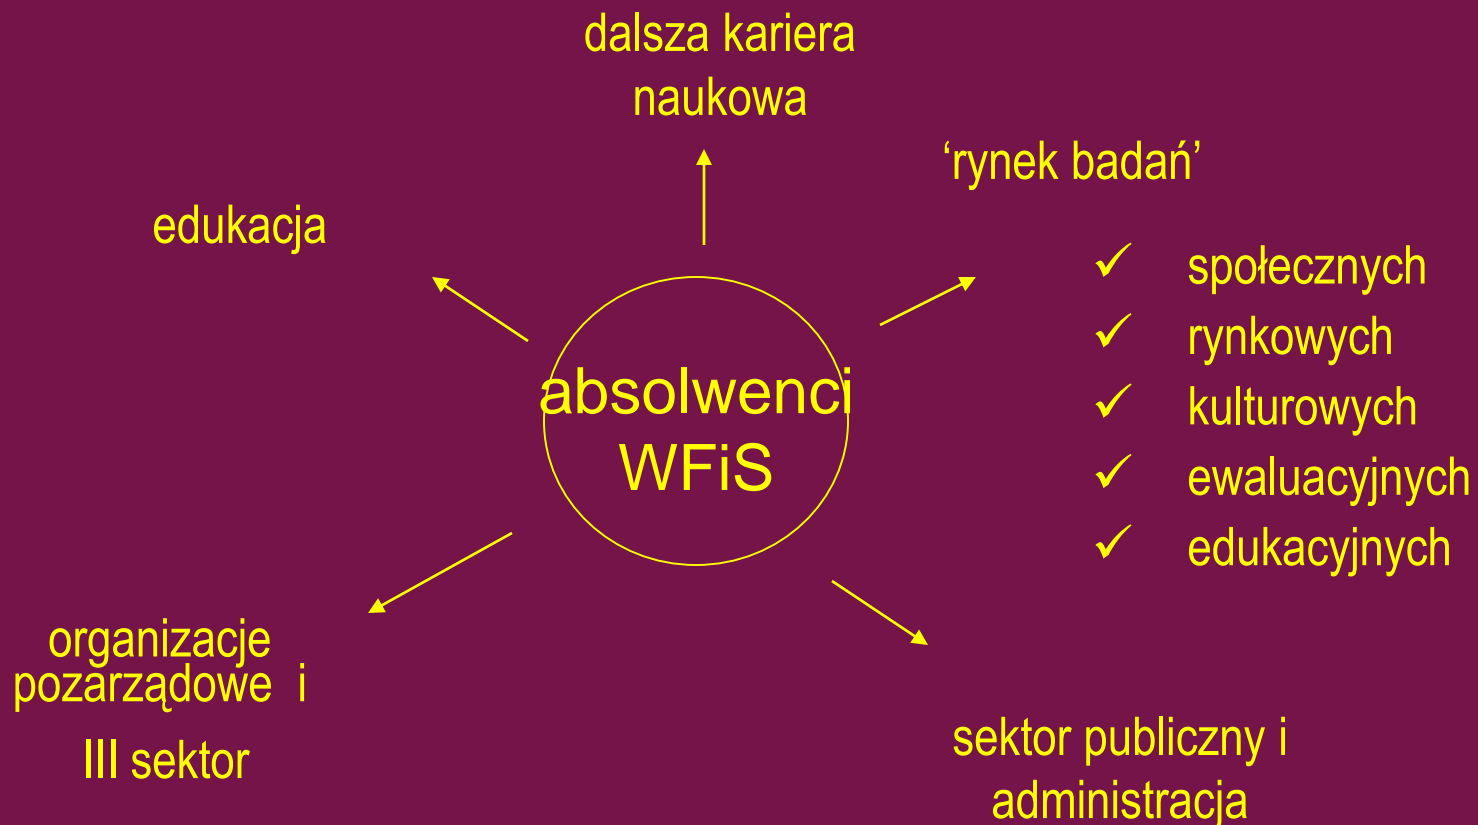 dalsza kariera
naukowa
‘rynek badań’
edukacja
✓ społecznych
✓ rynkowych
✓ kulturowych
✓ ewaluacyjnych
✓ edukacyjnych
absolwenci
WFiS
organizacje
pozarządowe i
III sektor
sektor publiczny i
administracja